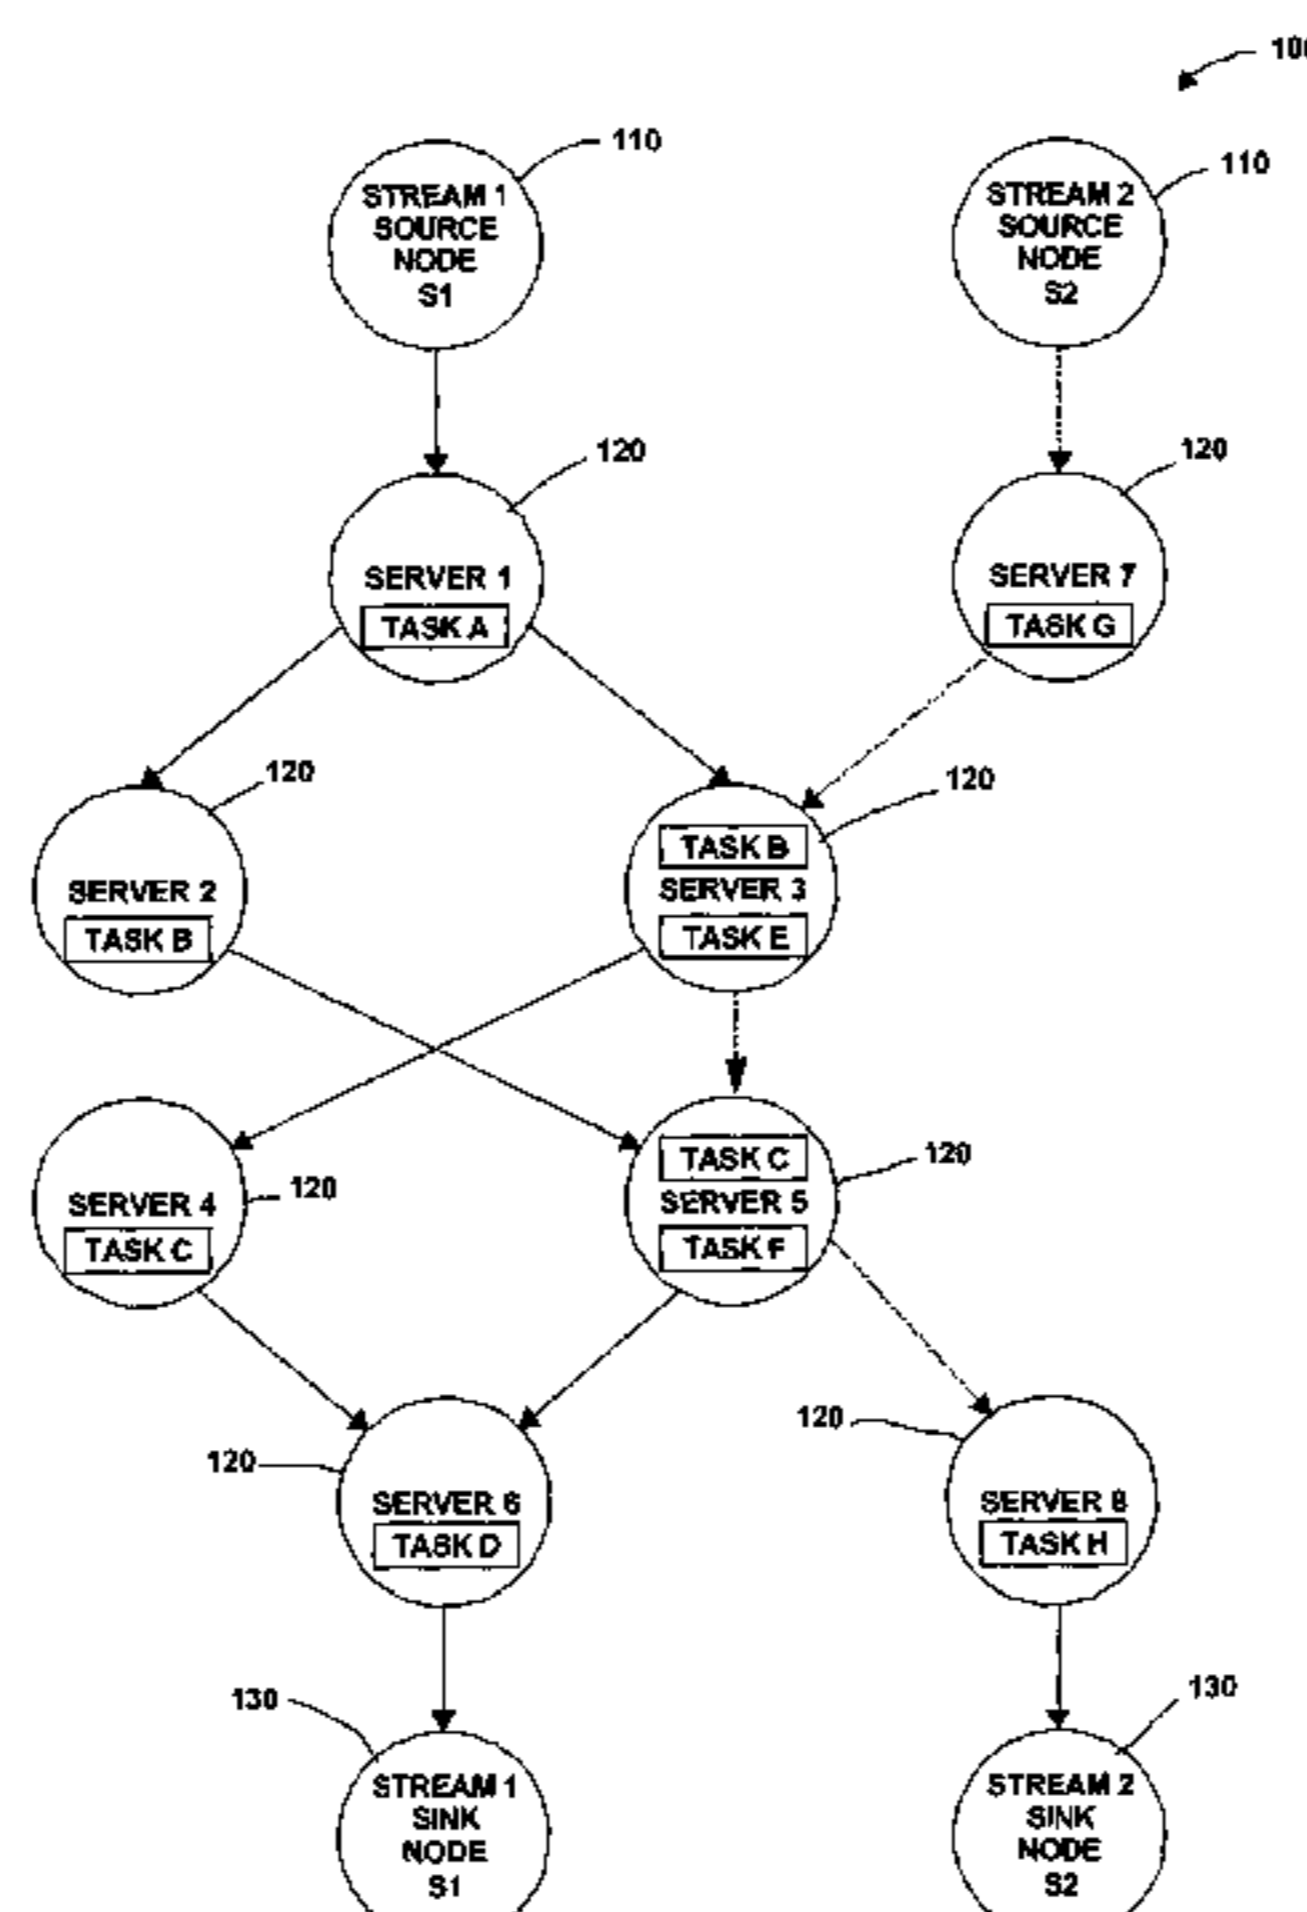 100
110
STREAM 1
SOURCE
NODE
S1
110
STREAM 2
SOURCE
NODE
S2
120
SERVER 1
TASK A
120
SERVER 7
TASK G
120
SERVER 2
TASK B
120
TASK B
SERVER 3
TASK E
120
SERVER 4
TASK C
120
TASK C
SERVER 5
TASK F
120
SERVER 6
TASK D
120
SERVER 8
TASK H
130
STREAM 1
SINK
NODE
S1
130
STREAM 2
SINK
NODE
S2